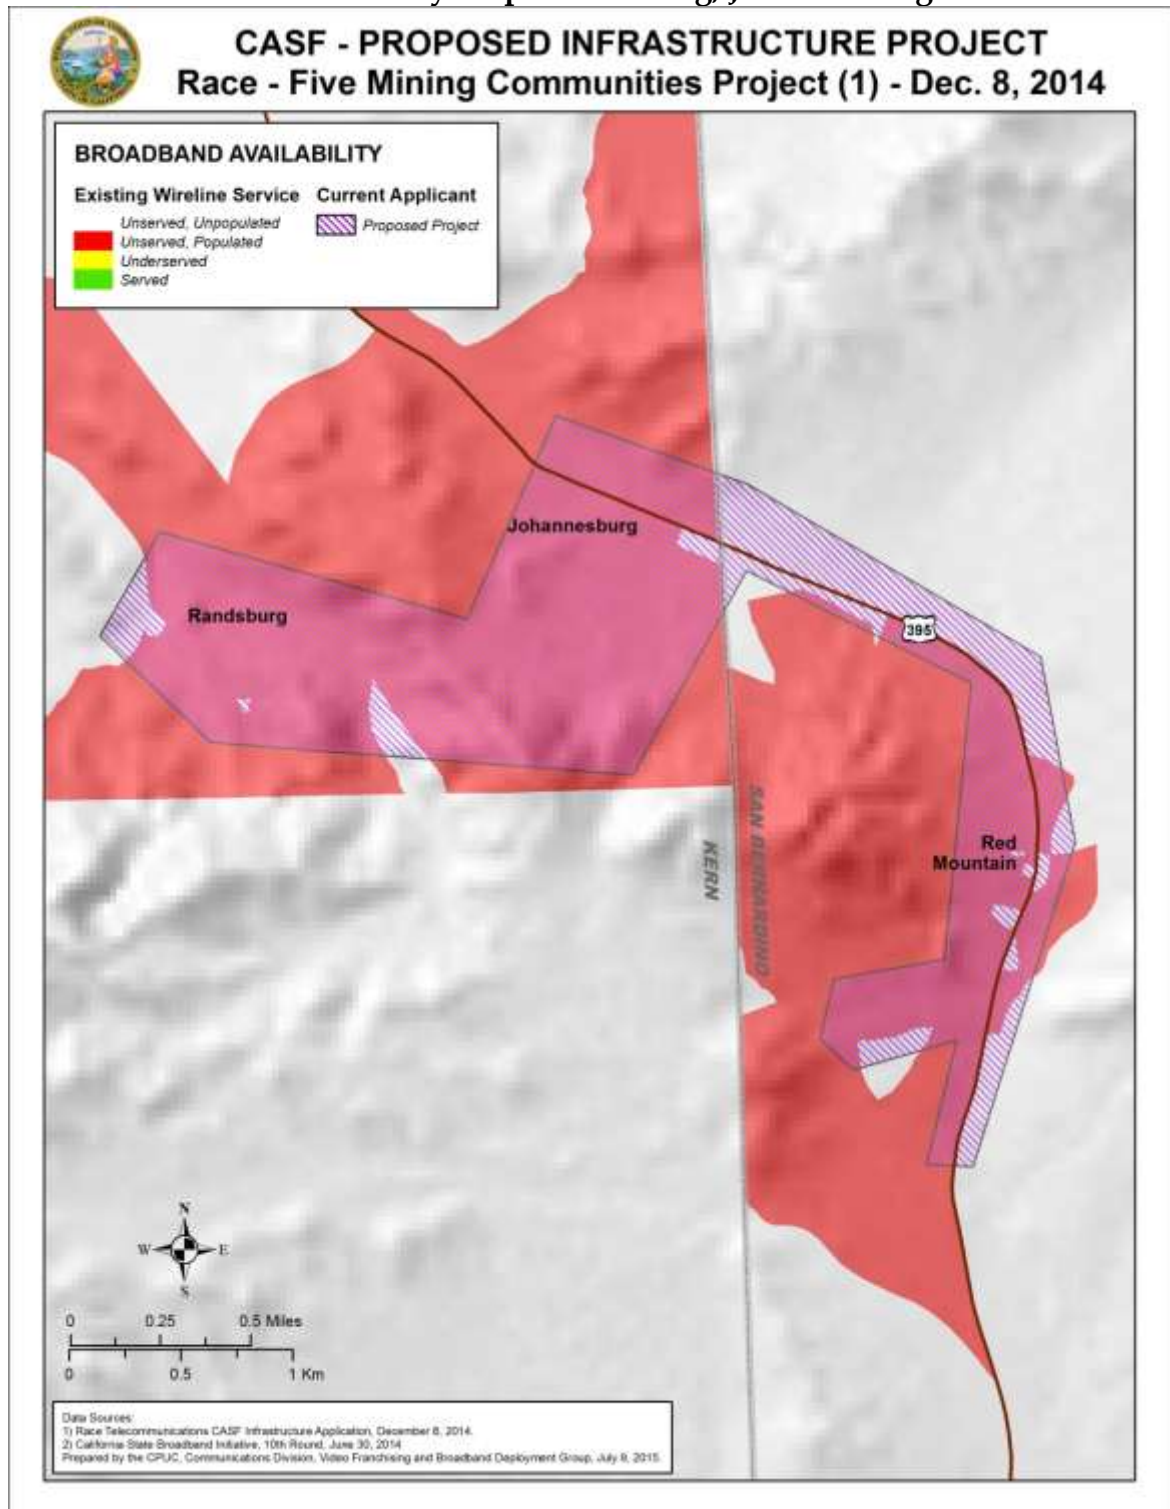 CASF - PROPOSED INFRASTRUCTURE PROJECT
Race - Five Mining Communities Project (1) - Dec. 8, 2014
BROADBAND AVAILABILITY
Existing Wireline Service Current Applicant
Unserved, Unpopulated
Proposed Project
Unserved, Populated
Underserved
Served
Johannesburg
Randsburg
395
Red
Mountain
KERN
SAN BERNARDINO
N
W E
S
0 0.25 0.5 Miles
0 0.5 1 Km
Data Sources:
1) Race Telecommunications CASF Infrastructure Application, December 8, 2014.
2) California State Broadband Initiative, 10th Round, June 30, 2014
Prepared by the CPUC, Communications Division, Video Franchising and Broadband Deployment Group, July 8, 2015.